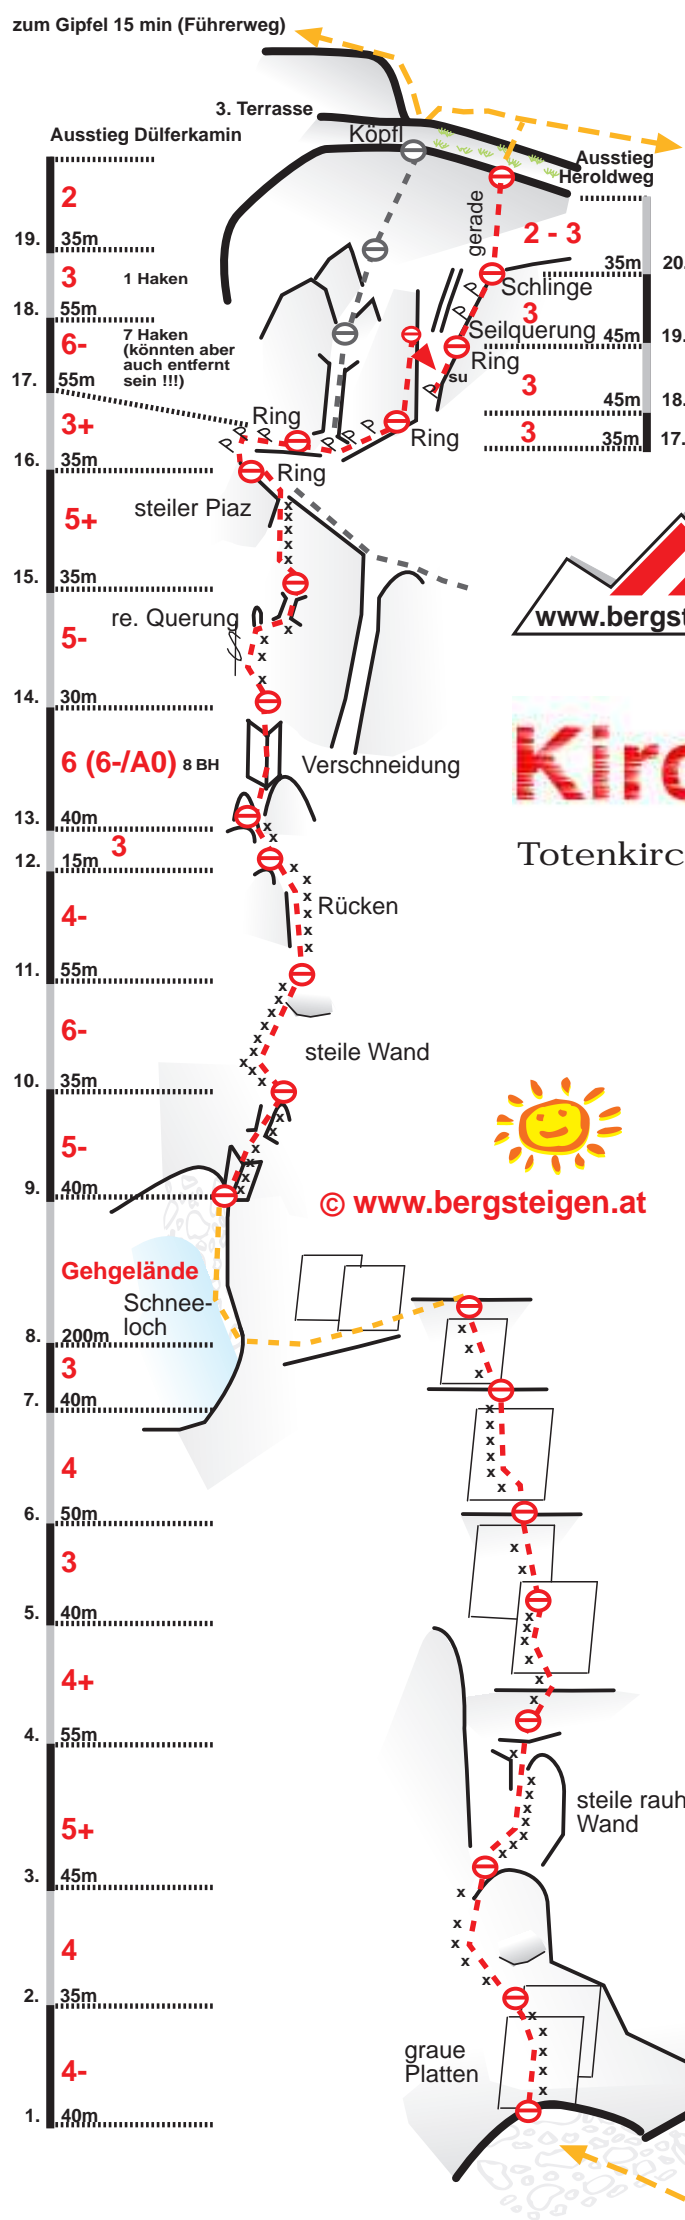 zum Gipfel 15 min (Führerweg)
3. Terrasse
Ausstieg Dülferkamin
Köpfl
Ausstieg
Heroldweg
2
gerade
2 - 3
19.
35m
35m
20.
3
1 Haken
Schlinge
3
18.
55m
Seilquerung
45m
19.
6-
7 Haken
(könnten aber
auch entfernt
sein !!!)
Ring
su
3
17.
55m
45m
18.
3+
Ring
Ring
3
35m
17.
16.
35m
Ring
5+
steiler Piaz
15.
35m
re. Querung
www.bergst
5-
14.
30m
6 (6-/A0) 8 BH
Verschneidung
Kirc
13.
40m
3
Totenkirc
12.
15m
4-
Rücken
11.
55m
6-
steile Wand
10.
35m
5-
9.
40m
© www.bergsteigen.at
Gehgelände
Schnee-
loch
8.
200m
3
7.
40m
4
6.
50m
3
5.
40m
4+
4.
55m
5+
steile rauh
Wand
3.
45m
4
2.
35m
4-
graue
Platten
1.
40m